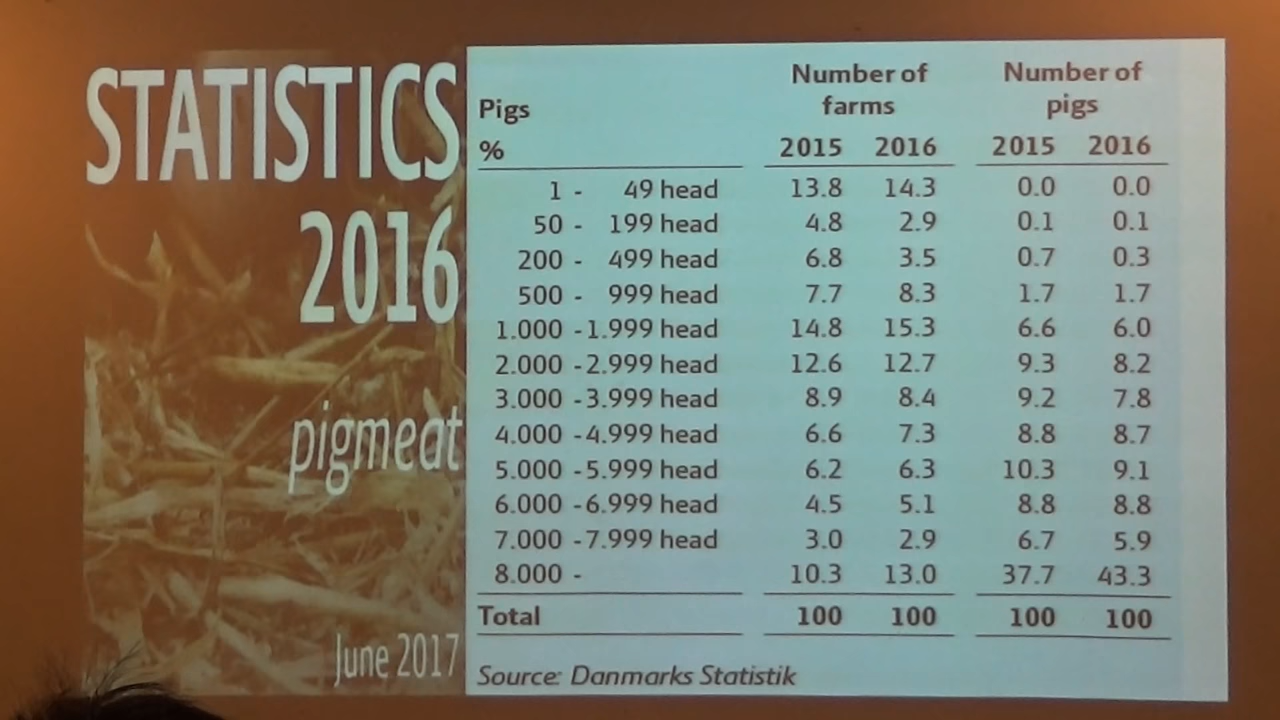 STATISTICS
2016
pigmeat
June 2017
Pigs Number of farms Number of pigs
% 2015 2016 2015 2016
1 - 49 head 13.8 14.3 0.0 0.0
50 - 199 head 4.8 2.9 0.1 0.1
200 - 499 head 6.8 3.5 0.7 0.3
500 - 999 head 7.7 8.3 1.7 1.7
1.000 - 1.999 head 14.8 15.3 6.6 6.0
2.000 - 2.999 head 12.6 12.7 9.3 8.2
3.000 - 3.999 head 8.9 8.4 9.2 7.8
4.000 - 4.999 head 6.6 7.3 8.8 8.7
5.000 - 5.999 head 6.2 6.3 10.3 9.1
6.000 - 6.999 head 4.5 5.1 8.8 8.8
7.000 - 7.999 head 3.0 2.9 6.7 5.9
8.000 - 10.3 13.0 37.7 43.3
Total 100 100 100 100
Source: Danmarks Statistik